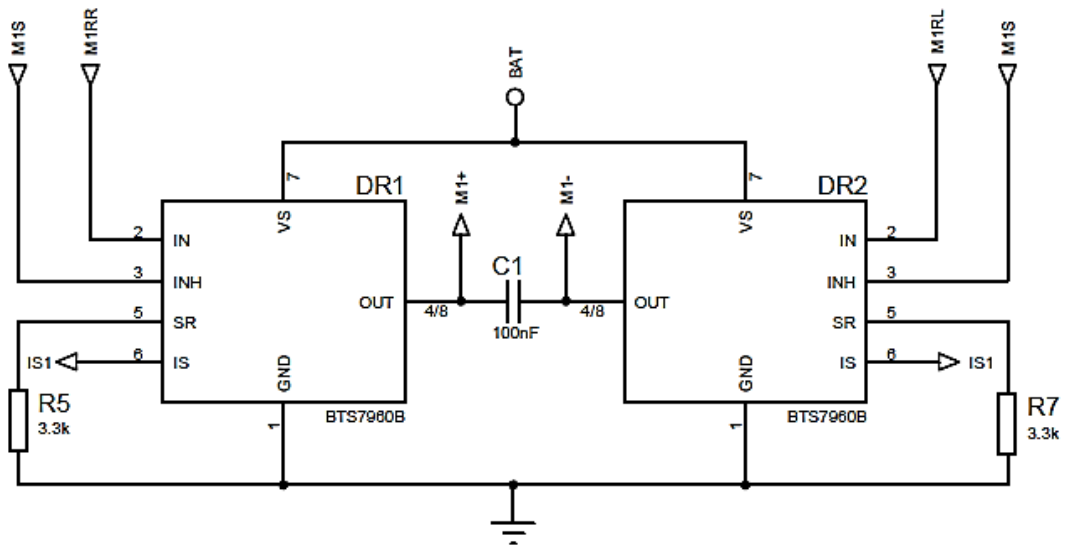 M1S
M1RR
BAT
M1RL
M1S
DR1
7
VS
2
IN
3
INH
5
SR
6
IS
IS1
OUT
4/8
GND
1
BTS7960B
M1+
M1-
C1
100nF
DR2
7
VS
IN
2
INH
3
SR
5
IS
6
IS1
OUT
4/8
GND
1
BTS7960B
R5
3.3k
R7
3.3k